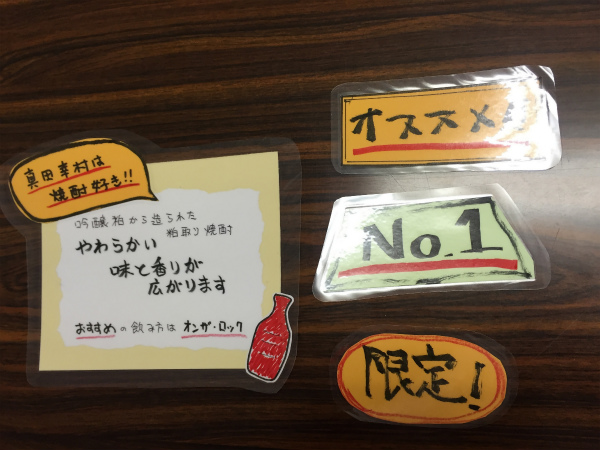 真田幸村は
焼酎好き!!
吟醸粕から造られた
粕取り焼酎
やわらかい
味と香りが
広がります
おすすめの飲み方は オンザ・ロック
オススメ!
No.1
限定!